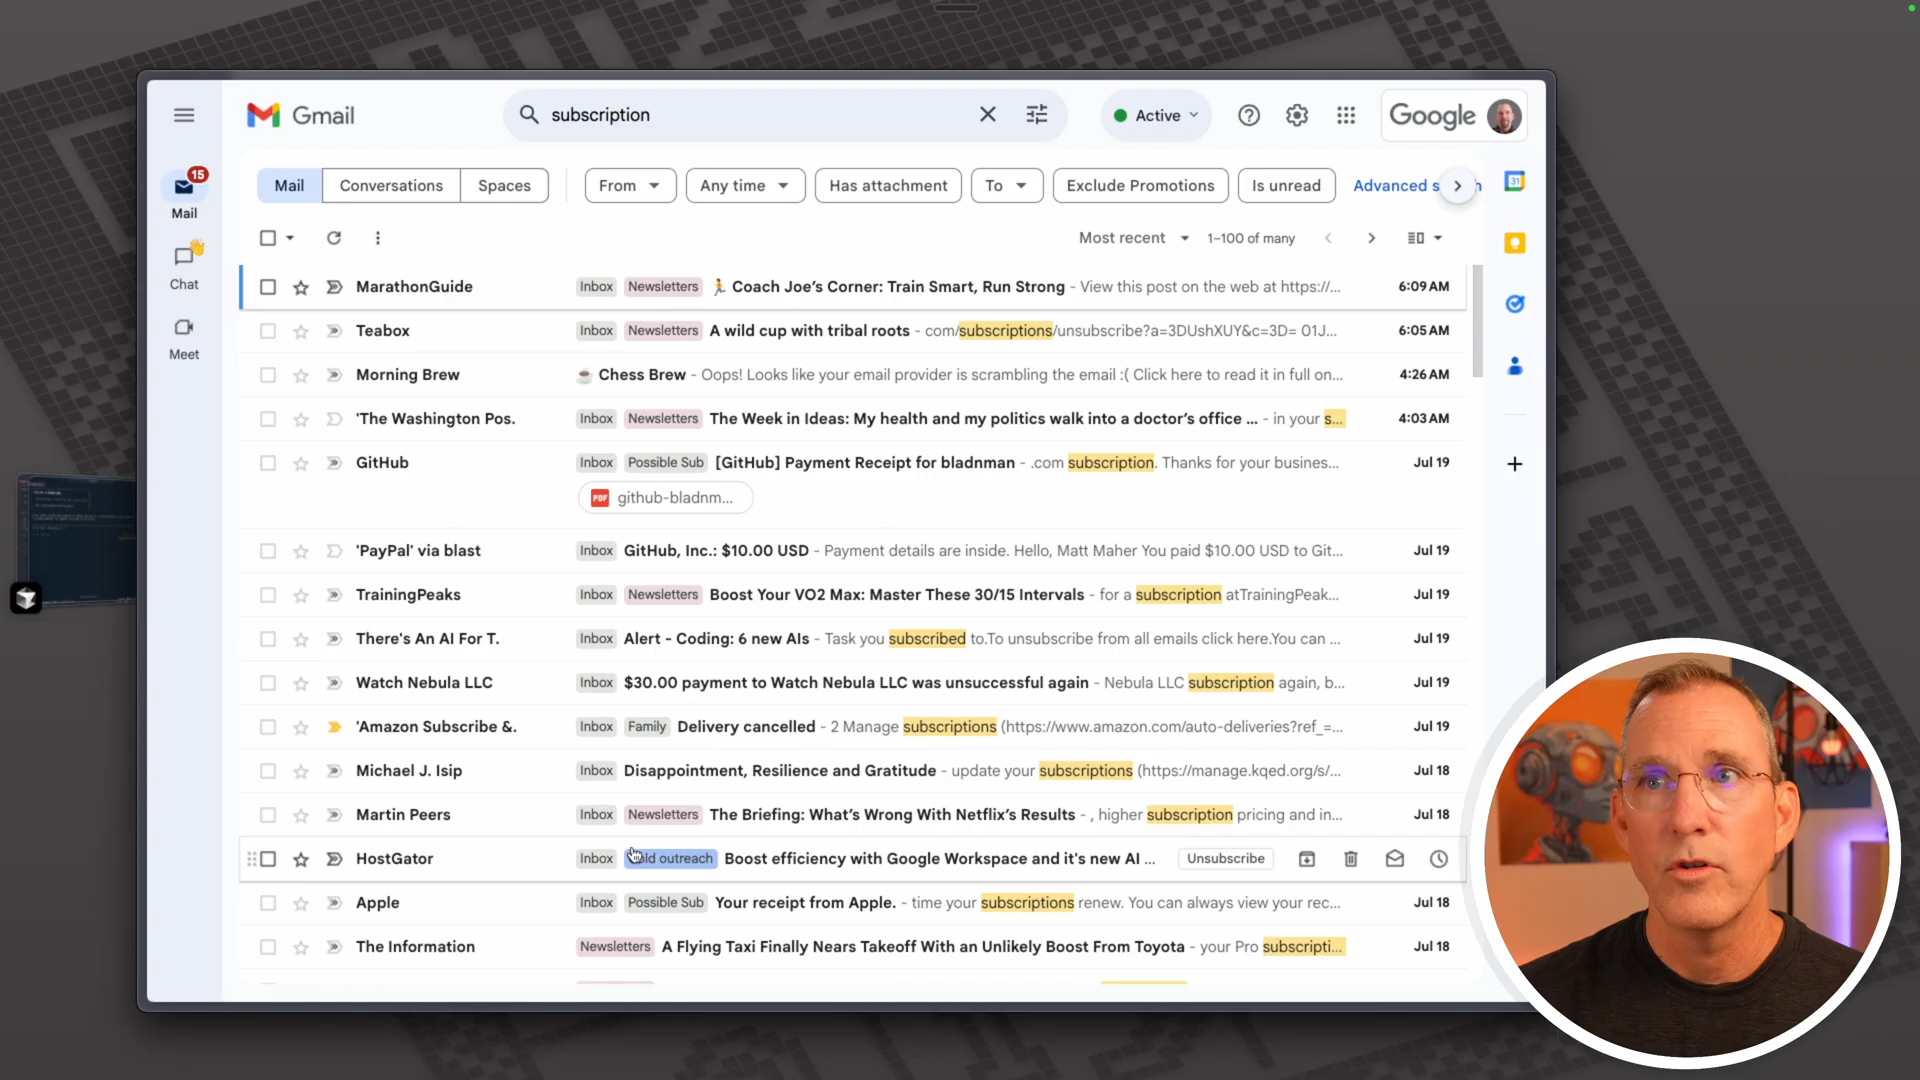 Gmail
subscription
Active
Google
15
Mail
Chat
Meet
Mail Conversations Spaces From Any time Has attachment To Exclude Promotions Is unread Advanced s
31
Most recent 1–100 of many
MarathonGuide Inbox Newsletters 🏃 Coach Joe’s Corner: Train Smart, Run Strong - View this post on the web at https://... 6:09 AM
Teabox Inbox Newsletters A wild cup with tribal roots - com/subscriptions/unsubscribe?a=3DUshXUY&c=3D= 01J... 6:05 AM
Morning Brew ☕ Chess Brew - Oops! Looks like your email provider is scrambling the email :( Click here to read it in full on... 4:26 AM
'The Washington Pos. Inbox Newsletters The Week in Ideas: My health and my politics walk into a doctor’s office ... - in your s... 4:03 AM
GitHub Inbox Possible Sub [GitHub] Payment Receipt for bladnman - .com subscription. Thanks for your busines... Jul 19
PDF github-bladnm...
'PayPal' via blast Inbox GitHub, Inc.: $10.00 USD - Payment details are inside. Hello, Matt Maher You paid $10.00 USD to Git... Jul 19
TrainingPeaks Inbox Newsletters Boost Your VO2 Max: Master These 30/15 Intervals - for a subscription atTrainingPeak... Jul 19
There's An AI For T. Inbox Alert - Coding: 6 new AIs - Task you subscribed to.To unsubscribe from all emails click here.You can ... Jul 19
Watch Nebula LLC Inbox $30.00 payment to Watch Nebula LLC was unsuccessful again - Nebula LLC subscription again, b... Jul 19
'Amazon Subscribe &. Inbox Family Delivery cancelled - 2 Manage subscriptions (https://www.amazon.com/auto-deliveries?ref_=... Jul 19
Michael J. Isip Inbox Disappointment, Resilience and Gratitude - update your subscriptions (https://manage.kqed.org/s/... Jul 18
Martin Peers Inbox Newsletters The Briefing: What’s Wrong With Netflix’s Results - , higher subscription pricing and in... Jul 18
HostGator Inbox ld outreach Boost efficiency with Google Workspace and it's new AI ... Unsubscribe
Apple Inbox Possible Sub Your receipt from Apple. - time your subscriptions renew. You can always view your rec... Jul 18
The Information Newsletters A Flying Taxi Finally Nears Takeoff With an Unlikely Boost From Toyota - your Pro subscripti... Jul 18